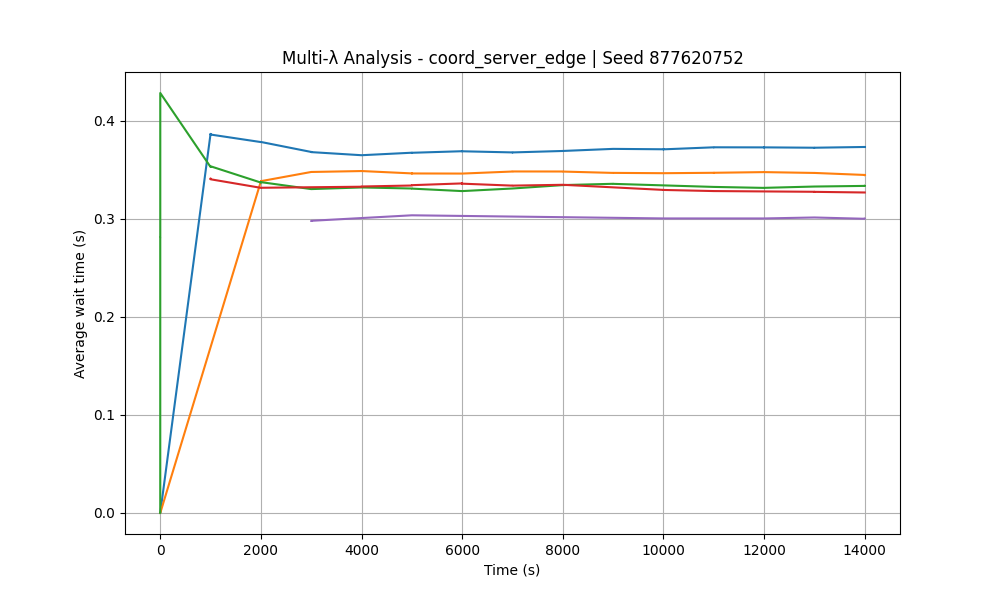 Multi-λ Analysis - coord_server_edge | Seed 877620752
Average wait time (s)
0.4
0.3
0.2
0.1
0.0
0 2000 4000 6000 8000 10000 12000 14000
Time (s)